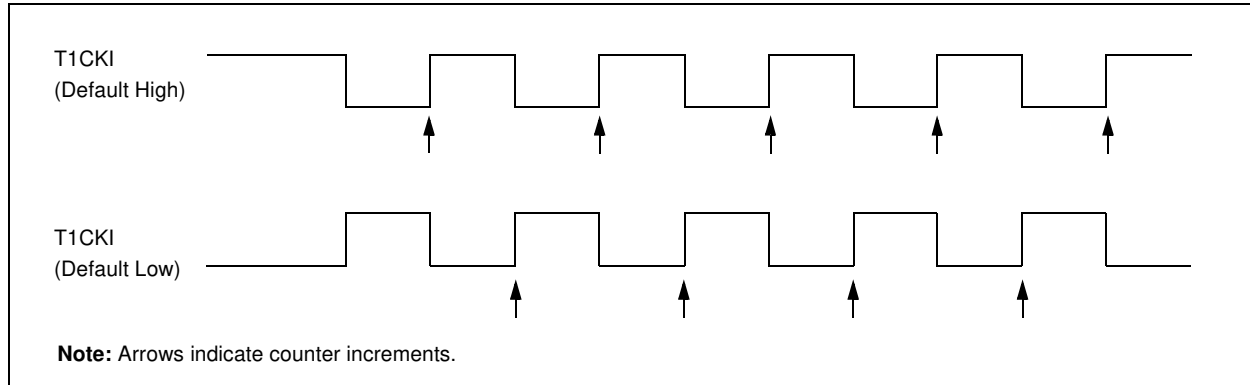 T1CKI
(Default High)
T1CKI
(Default Low)
Note: Arrows indicate counter increments.